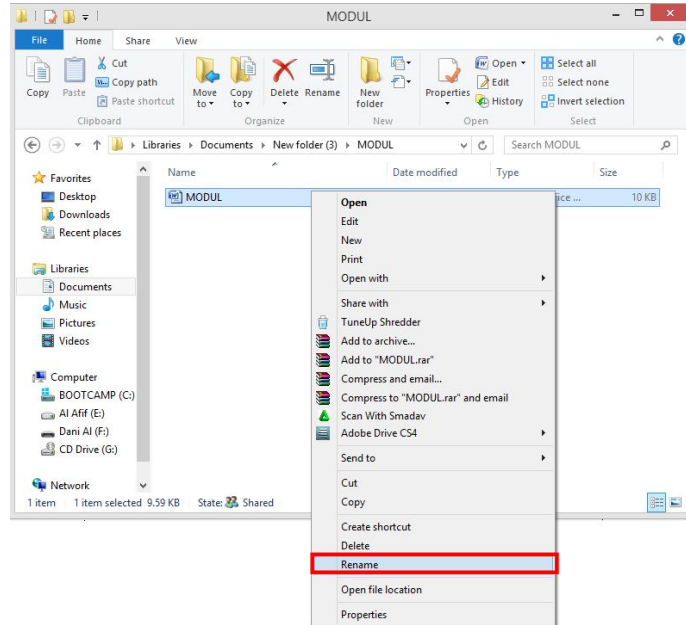 MODUL
File Home Share View
Copy
Paste
Cut
Copy path
Paste shortcut
Clipboard
Move to
Copy to
Delete
Rename
Organize
New folder
New
Properties
Open
Edit
History
Open
Select all
Select none
Invert selection
Select
Libraries Documents New folder (3) MODUL
Search MODUL
Favorites
Desktop
Downloads
Recent places
Libraries
Documents
Music
Pictures
Videos
Computer
BOOTCAMP (C:)
Al Afif (E:)
Dani Al (F:)
CD Drive (G:)
Network
Name Date modified Type Size
MODUL ice ... 10 KB
Open
Edit
New
Print
Open with
Share with
TuneUp Shredder
Add to archive...
Add to "MODUL.rar"
Compress and email...
Compress to "MODUL.rar" and email
Scan With Smadav
Adobe Drive CS4
Send to
Cut
Copy
Create shortcut
Delete
Rename
Open file location
Properties
1 item 1 item selected 9.59 KB State: Shared